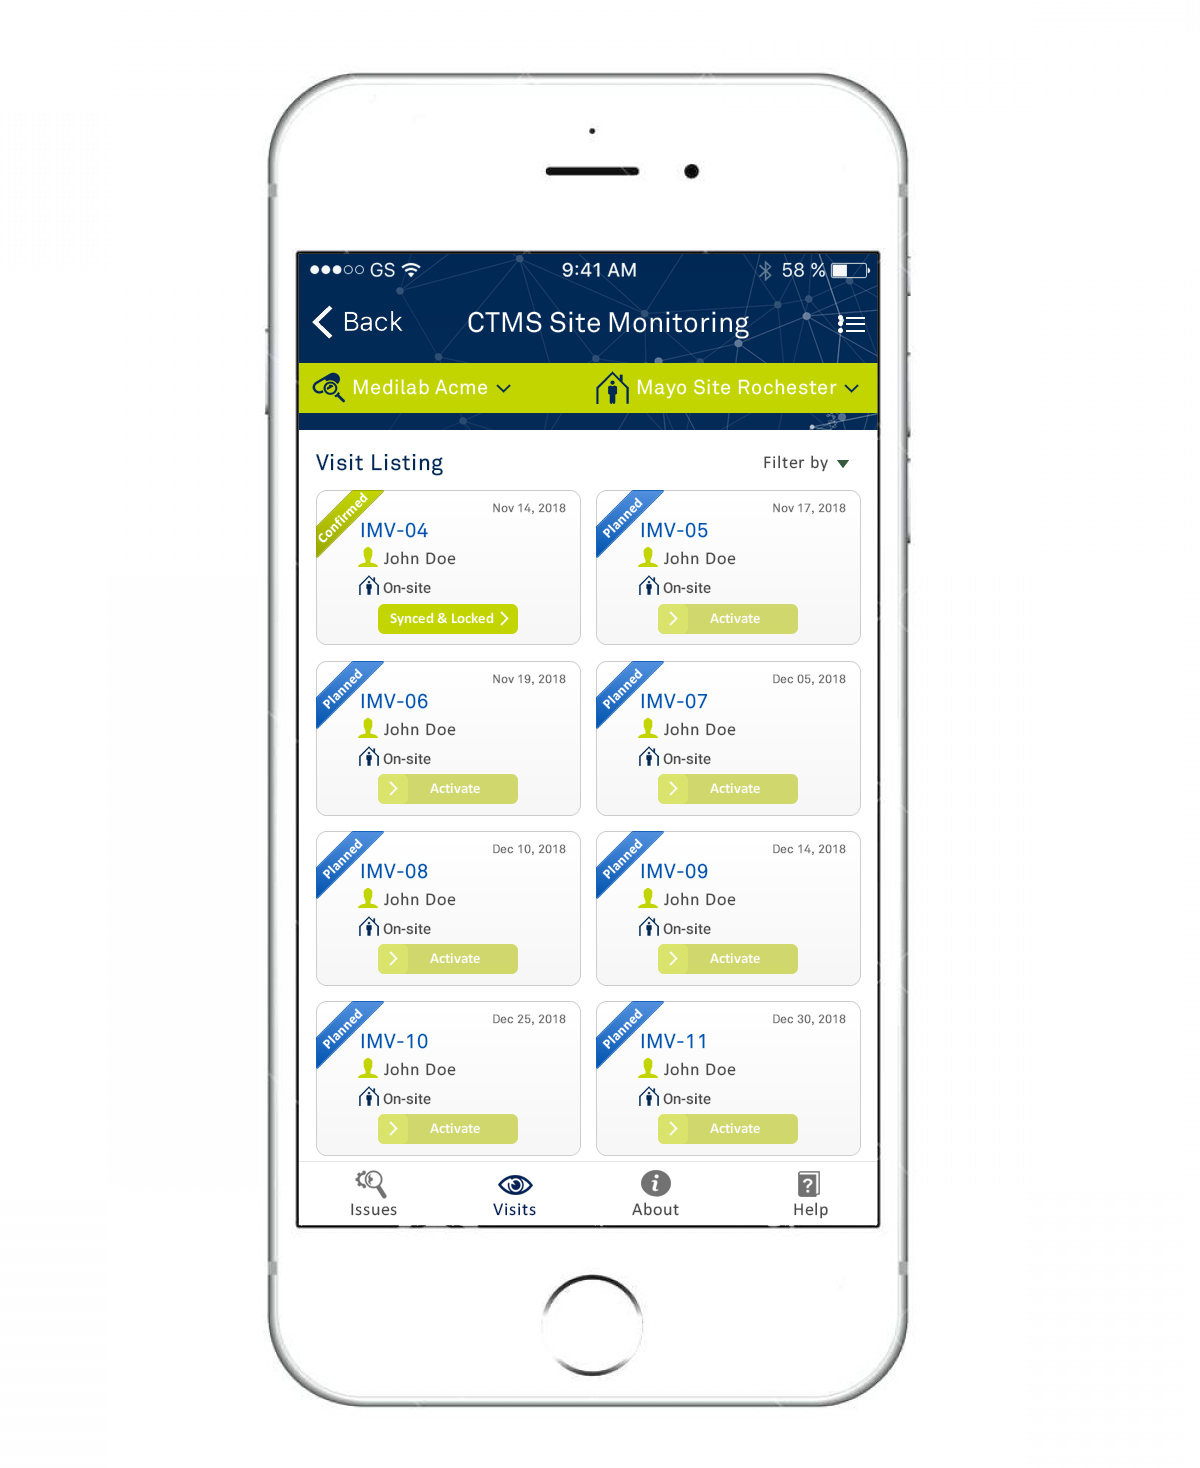 GS 9:41 AM 58 %
Back CTMS Site Monitoring
Medilab Acme Mayo Site Rochester
Visit Listing Filter by
Confirmed
Nov 14, 2018
IMV-04
John Doe
On-site
Synced & Locked
Planned
Nov 17, 2018
IMV-05
John Doe
On-site
Activate
Planned
Nov 19, 2018
IMV-06
John Doe
On-site
Activate
Planned
Dec 05, 2018
IMV-07
John Doe
On-site
Activate
Planned
Dec 10, 2018
IMV-08
John Doe
On-site
Activate
Planned
Dec 14, 2018
IMV-09
John Doe
On-site
Activate
Planned
Dec 25, 2018
IMV-10
John Doe
On-site
Activate
Planned
Dec 30, 2018
IMV-11
John Doe
On-site
Activate
Issues Visits About Help